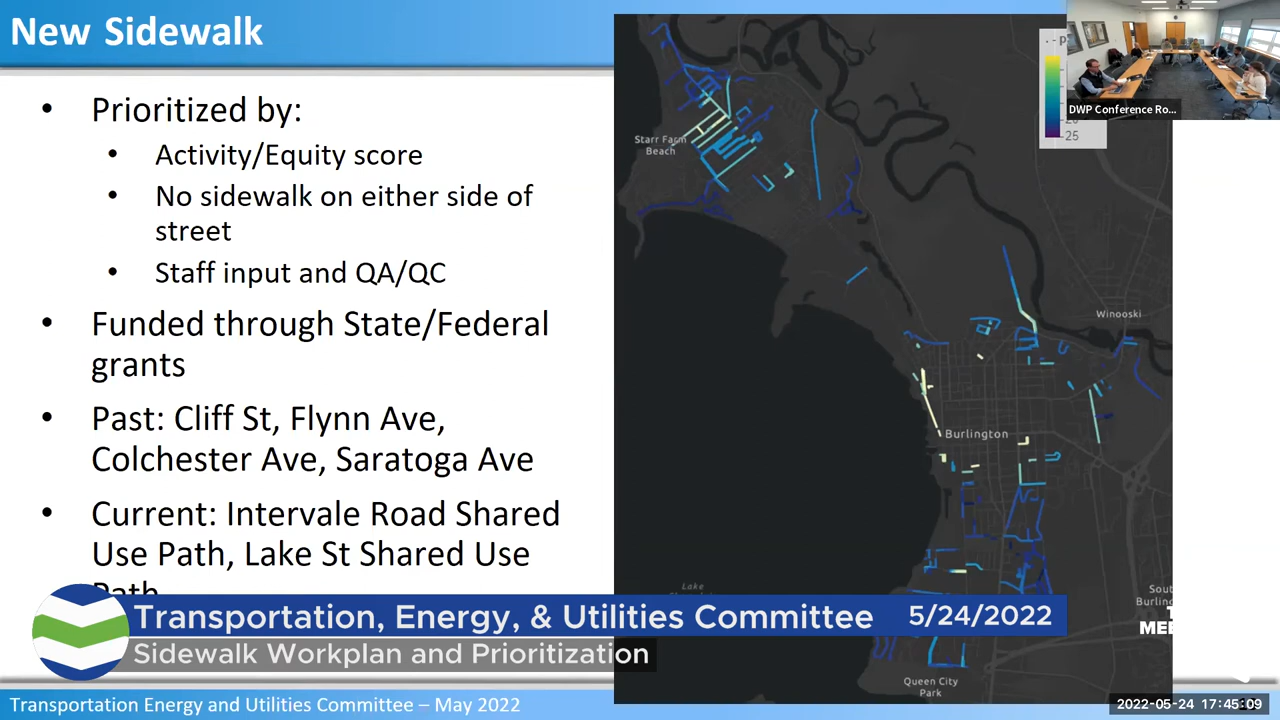 New Sidewalk
• Prioritized by:
• Activity/Equity score
• No sidewalk on either side of
street
• Staff input and QA/QC
• Funded through State/Federal
grants
• Past: Cliff St, Flynn Ave,
Colchester Ave, Saratoga Ave
• Current: Intervale Road Shared
Use Path, Lake St Shared Use
Path
Starr Farm
Beach
Winooski
Burlington
Lake
South
Burling
Queen City
Park
25
DWP Conference Ro...
Transportation, Energy, & Utilities Committee 5/24/2022
Sidewalk Workplan and Prioritization
Transportation Energy and Utilities Committee – May 2022
2022-05-24 17:45:09